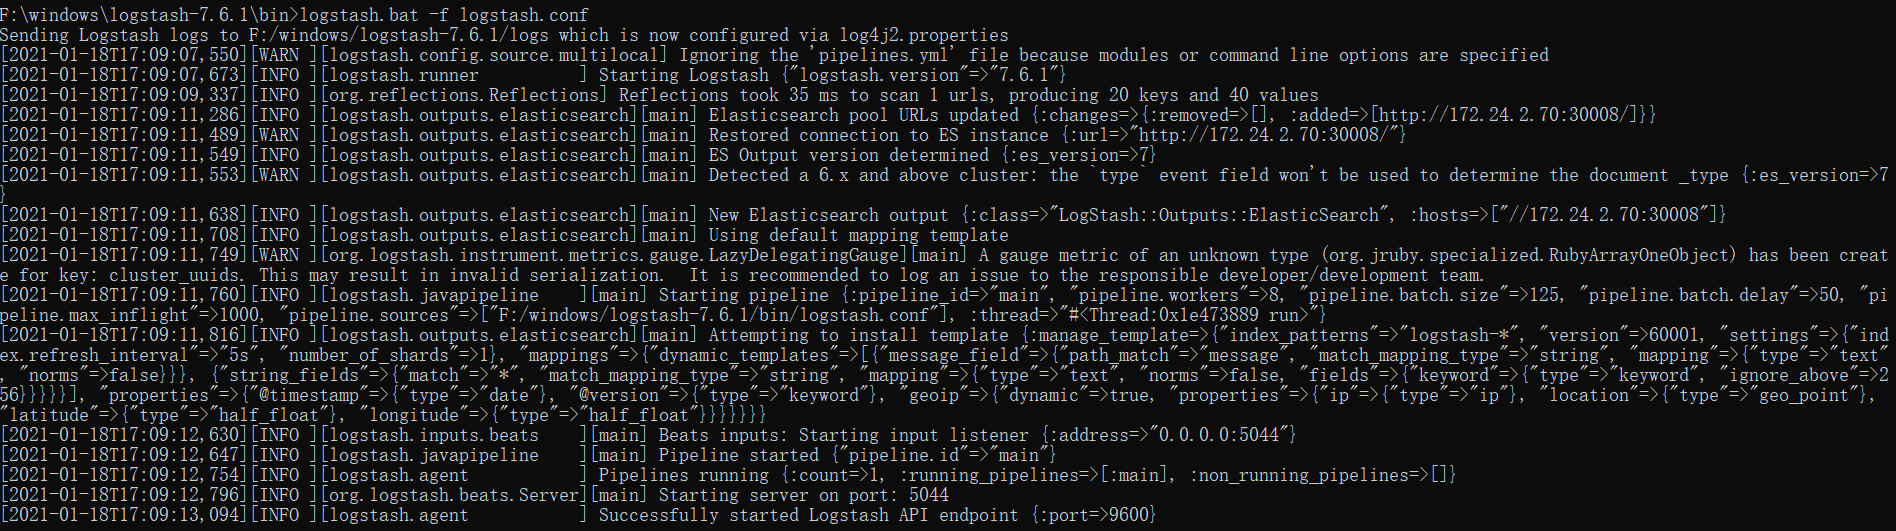 F:\windows\logstash-7.6.1\bin>logstash.bat -f logstash.conf
Sending Logstash logs to F:/windows/logstash-7.6.1/logs which is now configured via log4j2.properties
[2021-01-18T17:09:07,550][WARN ][logstash.config.source.multilocal] Ignoring the 'pipelines.yml' file because modules or command line options are specified
[2021-01-18T17:09:07,673][INFO ][logstash.runner          ] Starting Logstash {"logstash.version"=>"7.6.1"}
[2021-01-18T17:09:09,337][INFO ][org.reflections.Reflections] Reflections took 35 ms to scan 1 urls, producing 20 keys and 40 values
[2021-01-18T17:09:11,286][INFO ][logstash.outputs.elasticsearch][main] Elasticsearch pool URLs updated {:changes=>{:removed=>[], :added=>[http://172.24.2.70:30008/]}}
[2021-01-18T17:09:11,489][WARN ][logstash.outputs.elasticsearch][main] Restored connection to ES instance {:url=>"http://172.24.2.70:30008/"}
[2021-01-18T17:09:11,549][INFO ][logstash.outputs.elasticsearch][main] ES Output version determined {:es_version=>7}
[2021-01-18T17:09:11,553][WARN ][logstash.outputs.elasticsearch][main] Detected a 6.x and above cluster: the `type` event field won't be used to determine the document _type {:es_version=>7
}
[2021-01-18T17:09:11,638][INFO ][logstash.outputs.elasticsearch][main] New Elasticsearch output {:class=>"LogStash::Outputs::ElasticSearch", :hosts=>["//172.24.2.70:30008"]}
[2021-01-18T17:09:11,708][INFO ][logstash.outputs.elasticsearch][main] Using default mapping template
[2021-01-18T17:09:11,749][WARN ][org.logstash.instrument.metrics.gauge.LazyDelegatingGauge][main] A gauge metric of an unknown type (org.jruby.specialized.RubyArrayOneObject) has been creat
e for key: cluster_uuids. This may result in invalid serialization.  It is recommended to log an issue to the responsible developer/development team.
[2021-01-18T17:09:11,760][INFO ][logstash.javapipeline    ][main] Starting pipeline {:pipeline_id=>"main", "pipeline.workers"=>8, "pipeline.batch.size"=>125, "pipeline.batch.delay"=>50, "pi
peline.max_inflight"=>1000, "pipeline.sources"=>["F:/windows/logstash-7.6.1/bin/logstash.conf"], :thread=>"#<Thread:0x1e473889 run>"}
[2021-01-18T17:09:11,816][INFO ][logstash.outputs.elasticsearch][main] Attempting to install template {:manage_template=>{"index_patterns"=>"logstash-*", "version"=>60001, "settings"=>{"ind
ex.refresh_interval"=>"5s", "number_of_shards"=>1}, "mappings"=>{"dynamic_templates"=>[{"message_field"=>{"path_match"=>"message", "match_mapping_type"=>"string", "mapping"=>{"type"=>"text"
, "norms"=>false}}}, {"string_fields"=>{"match"=>"*", "match_mapping_type"=>"string", "mapping"=>{"type"=>"text", "norms"=>false, "fields"=>{"keyword"=>{"type"=>"keyword", "ignore_above"=>2
56}}}}}], "properties"=>{"@timestamp"=>{"type"=>"date"}, "@version"=>{"type"=>"keyword"}, "geoip"=>{"dynamic"=>true, "properties"=>{"ip"=>{"type"=>"ip"}, "location"=>{"type"=>"geo_point"},
"latitude"=>{"type"=>"half_float"}, "longitude"=>{"type"=>"half_float"}}}}}}}
[2021-01-18T17:09:12,630][INFO ][logstash.inputs.beats    ][main] Beats inputs: Starting input listener {:address=>"0.0.0.0:5044"}
[2021-01-18T17:09:12,647][INFO ][logstash.javapipeline    ][main] Pipeline started {"pipeline.id"=>"main"}
[2021-01-18T17:09:12,754][INFO ][logstash.agent           ] Pipelines running {:count=>1, :running_pipelines=>[:main], :non_running_pipelines=>[]}
[2021-01-18T17:09:12,796][INFO ][org.logstash.beats.Server][main] Starting server on port: 5044
[2021-01-18T17:09:13,094][INFO ][logstash.agent           ] Successfully started Logstash API endpoint {:port=>9600}